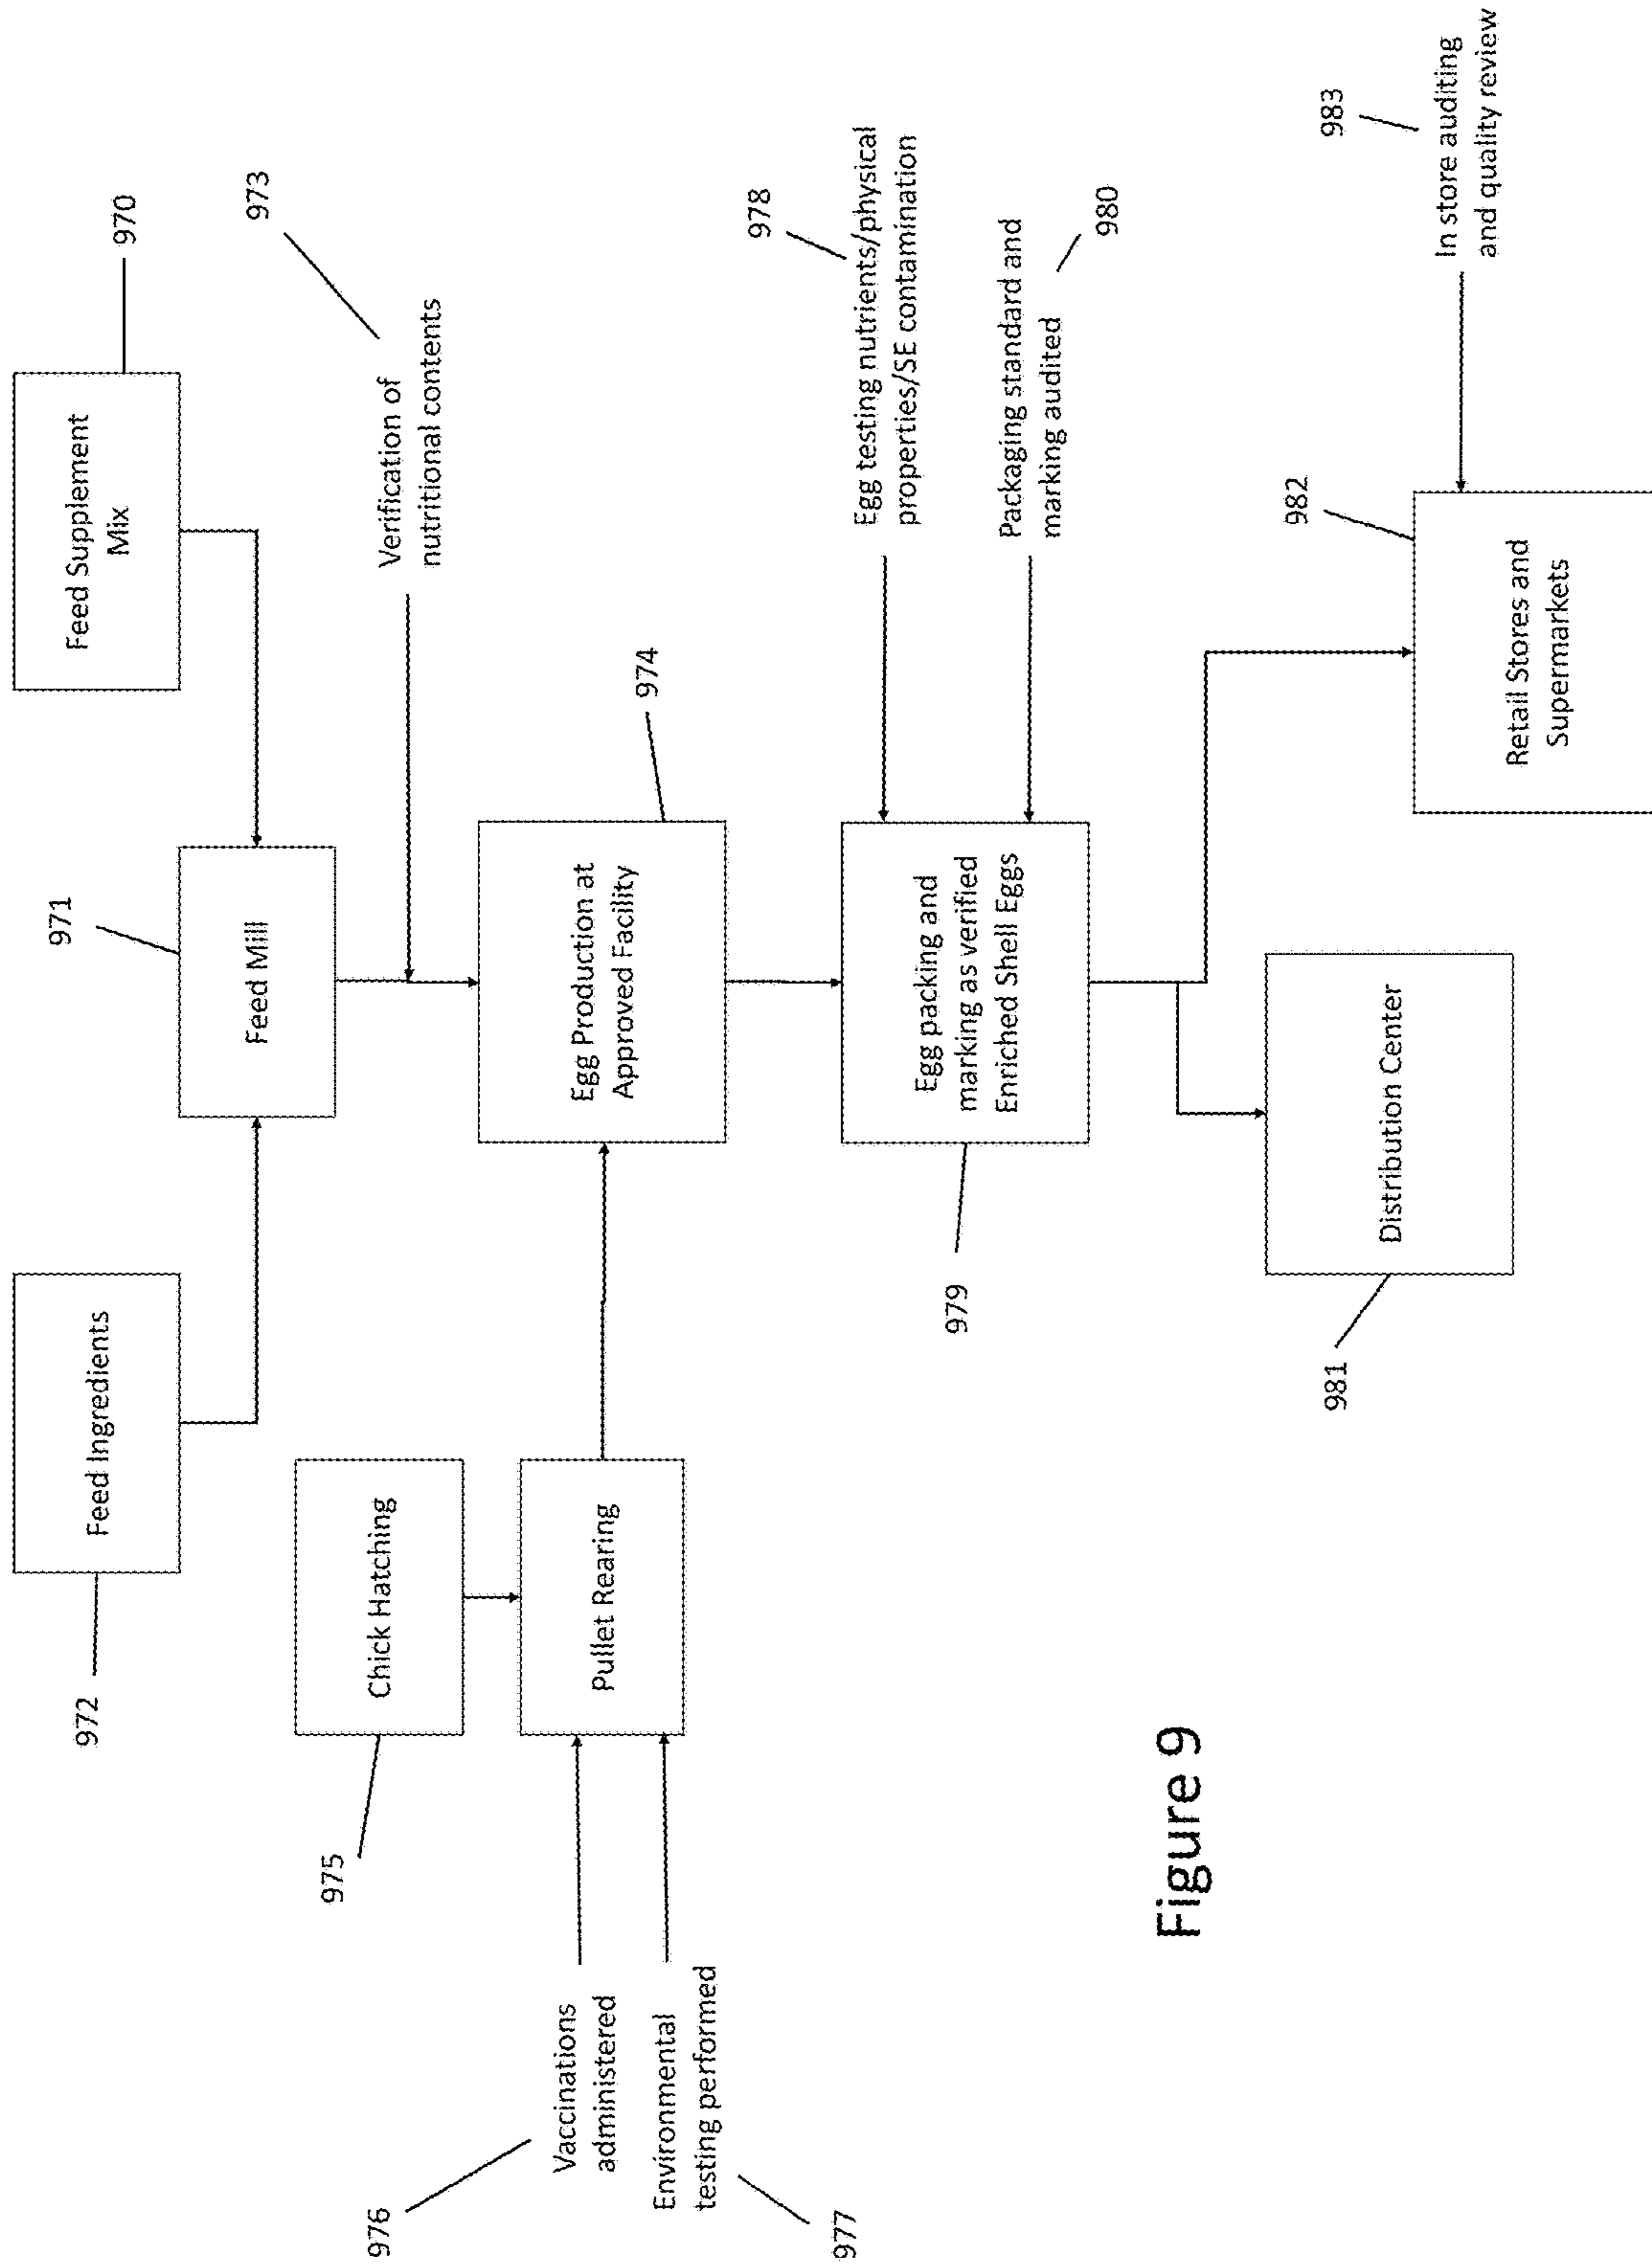 972
Feed Ingredients
971
Feed Mill
Feed Supplement
Mix
970
973
Verification of
nutritional contents
975
Chick Hatching
976
Vaccinations
administered
Environmental
testing performed
977
Pullet Rearing
Egg Production at
Approved Facility
974
979
Egg packing and
marking as verified
Enriched Shell Eggs
978
Egg testing nutrients/physical
properties/SE contamination
Packaging standard and
marking audited
980
981
Distribution Center
982
Retail Stores and
Supermarkets
983
In store auditing
and quality review
Figure 9